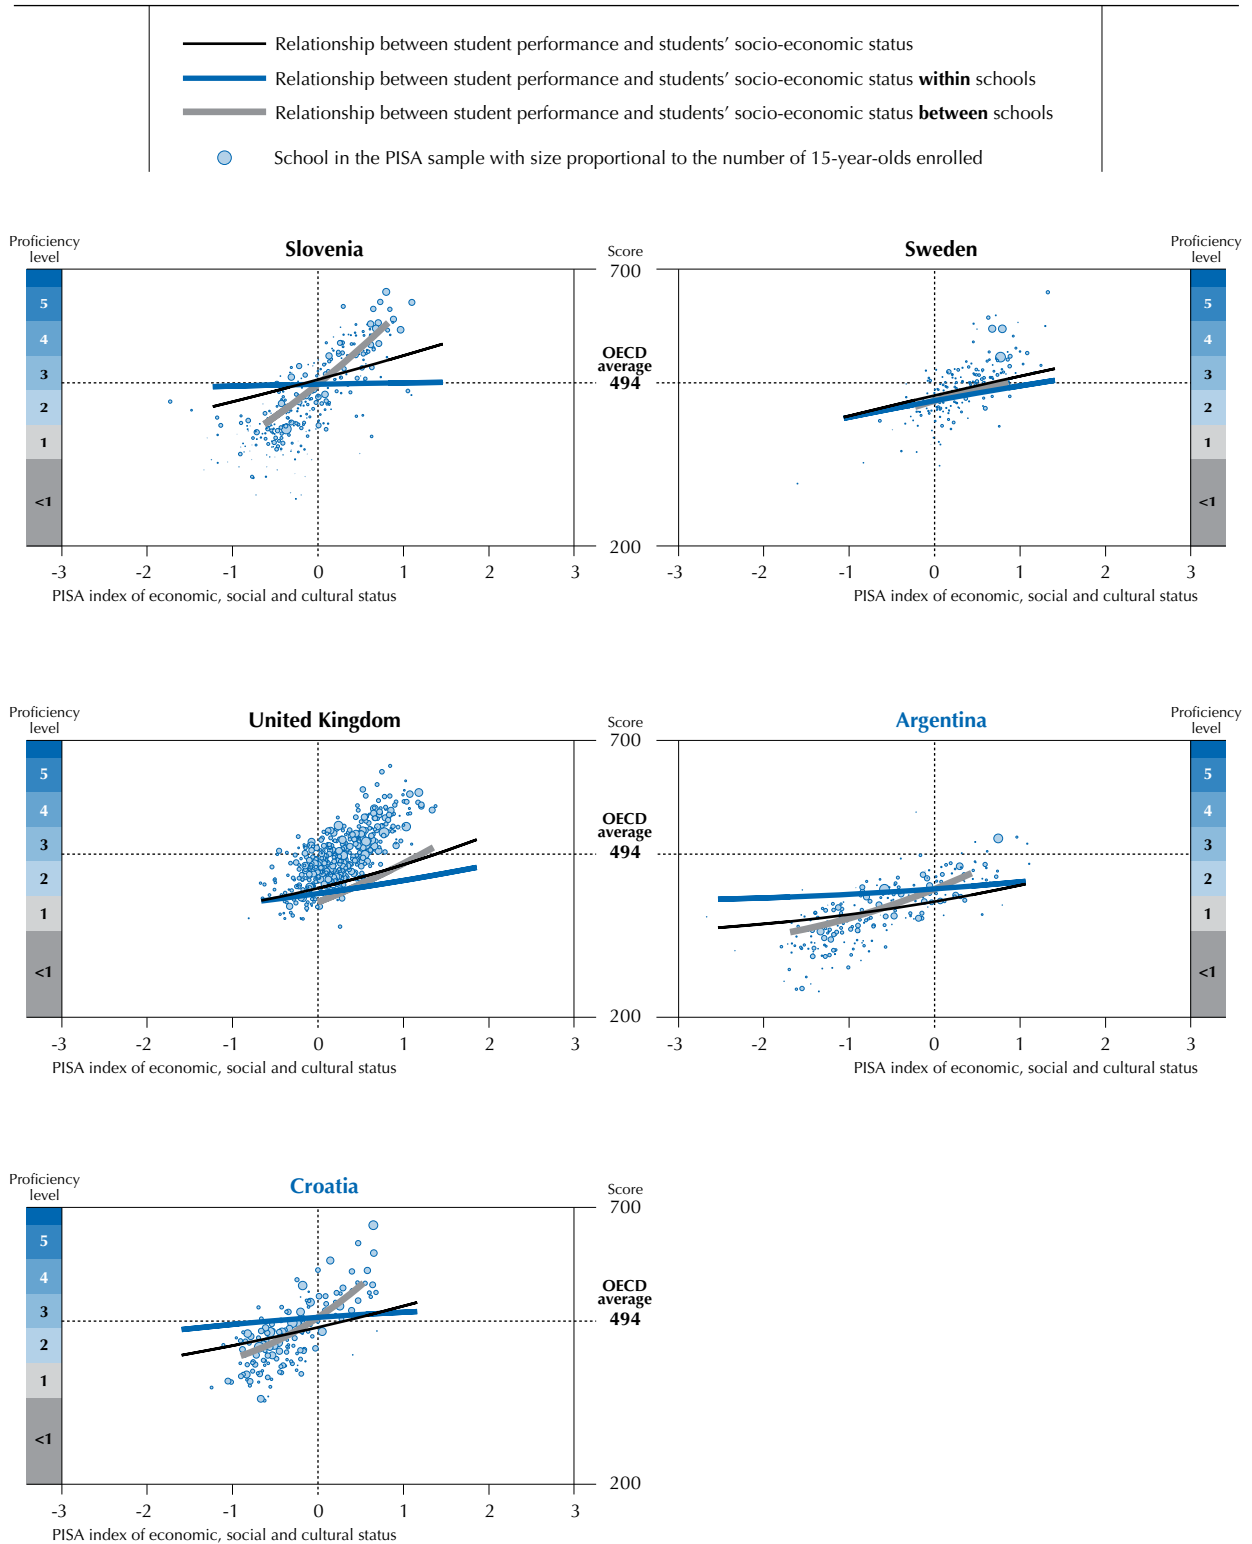 Relationship between student performance and students' socio-economic status
Relationship between student performance and students' socio-economic status within schools
Relationship between student performance and students' socio-economic status between schools
School in the PISA sample with size proportional to the number of 15-year-olds enrolled
Proficiency
level
Slovenia
Score
700
5
4
3
2
1
<1
OECD
average
494
200
-3 -2 -1 0 1 2 3
PISA index of economic, social and cultural status
Sweden
Proficiency
level
5
4
3
2
1
<1
-3 -2 -1 0 1 2 3
PISA index of economic, social and cultural status
Proficiency
level
United Kingdom
Score
700
5
4
3
2
1
<1
OECD
average
494
200
-3 -2 -1 0 1 2 3
PISA index of economic, social and cultural status
Argentina
Proficiency
level
5
4
3
2
1
<1
-3 -2 -1 0 1 2 3
PISA index of economic, social and cultural status
Proficiency
level
Croatia
Score
700
5
4
3
2
1
<1
OECD
average
494
200
-3 -2 -1 0 1 2 3
PISA index of economic, social and cultural status